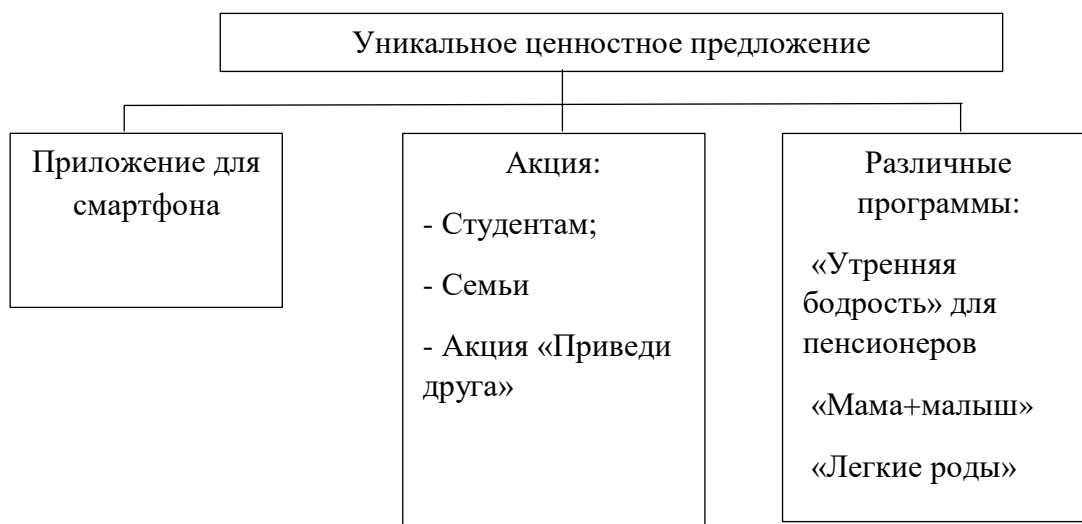 Уникальное ценностное предложение
Приложение для
смартфона
Акция:
- Студентам;
- Семьи
- Акция «Приведи
друга»
Различные
программы:
«Утренняя
бодрость» для
пенсионеров
«Мама+малыш»
«Легкие роды»